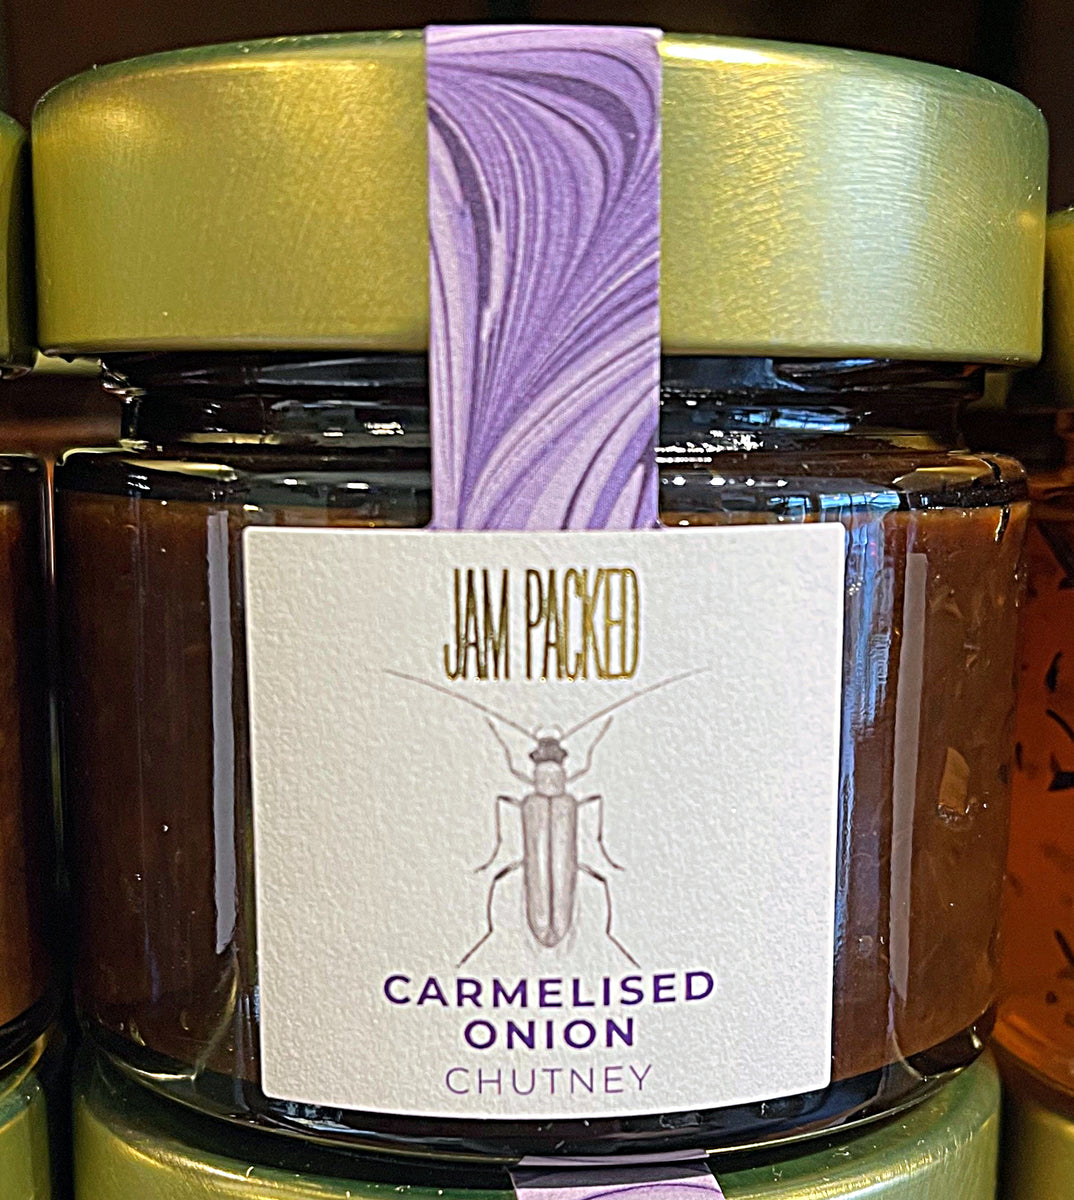 JAM PACKED
CARMELISED
ONION
CHUTNEY